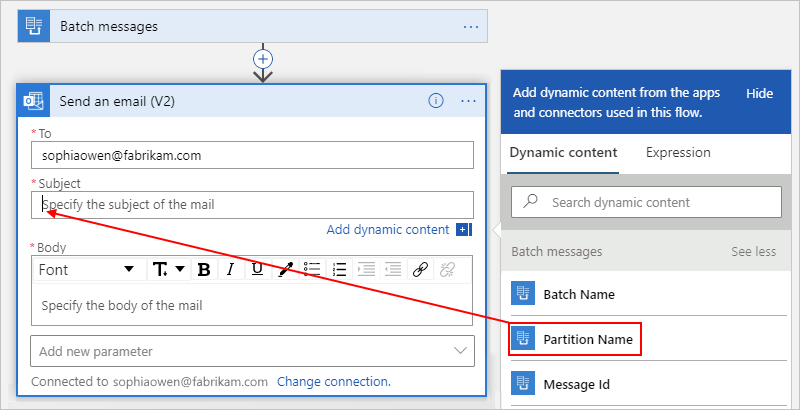 Batch messages
...
Send an email (V2)
...
* To
sophiaowen@fabrikam.com
* Subject
Specify the subject of the mail
Add dynamic content
* Body
Font
B I U
Specify the body of the mail
Add new parameter
Connected to sophiaowen@fabrikam.com Change connection.
Add dynamic content from the apps
and connectors used in this flow.
Hide
Dynamic content Expression
Search dynamic content
Batch messages See less
Batch Name
Partition Name
Message Id